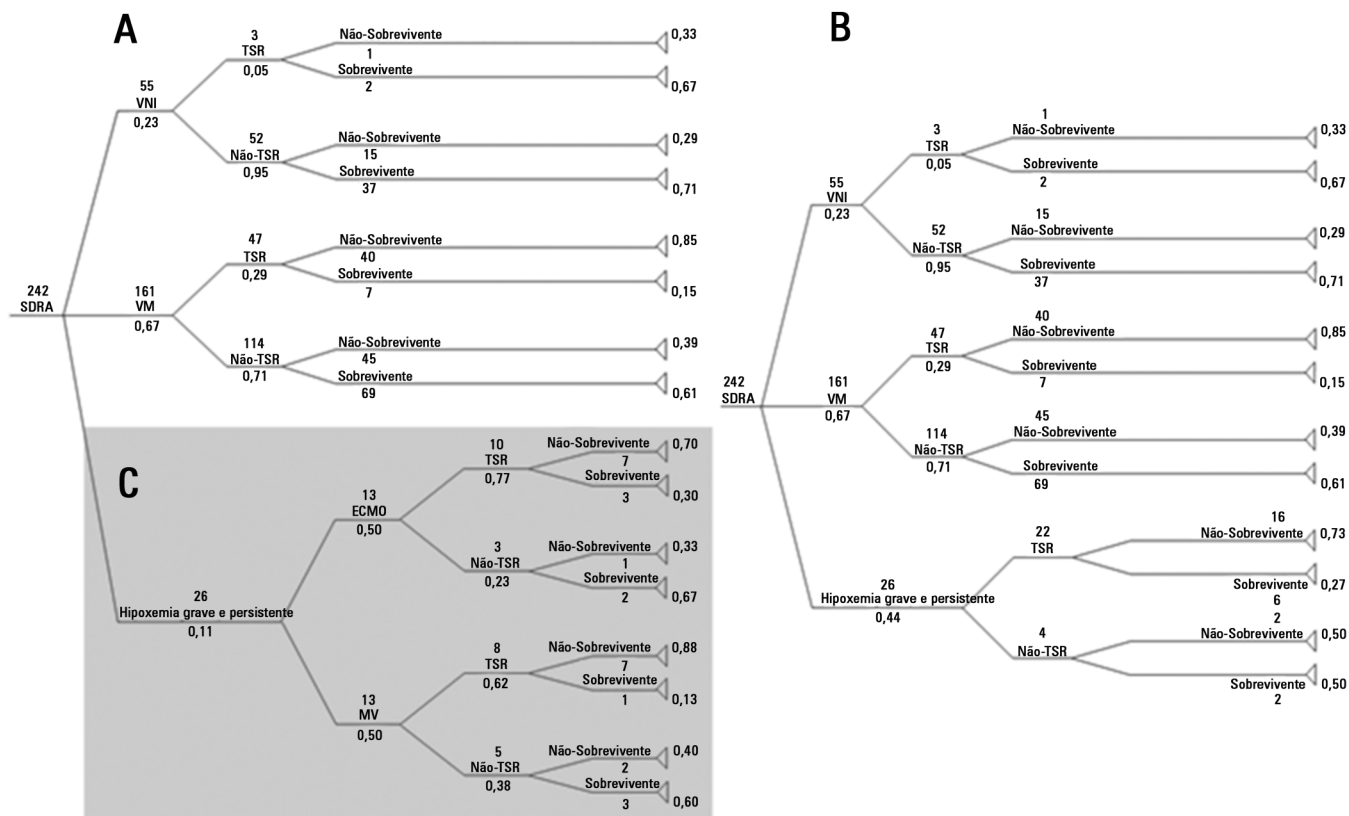 A
3
TSR
0,05
Não-Sobrevivente
1
0,33
Sobrevivente
2
0,67
55
VNI
0,23
52
Não-TSR
0,95
Não-Sobrevivente
15
0,29
Sobrevivente
37
0,71
242
SDRA
161
VM
0,67
47
TSR
0,29
Não-Sobrevivente
40
0,85
Sobrevivente
7
0,15
114
Não-TSR
0,71
Não-Sobrevivente
45
0,39
Sobrevivente
69
0,61
C
26
Hipoxemia grave e persistente
0,11
13
ECMO
0,50
10
TSR
0,77
Não-Sobrevivente
7
0,70
Sobrevivente
3
0,30
3
Não-TSR
0,23
Não-Sobrevivente
1
0,33
Sobrevivente
2
0,67
13
MV
0,50
8
TSR
0,62
Não-Sobrevivente
7
0,88
Sobrevivente
1
0,13
5
Não-TSR
0,38
Não-Sobrevivente
2
0,40
Sobrevivente
3
0,60
B
242
SDRA
55
VNI
0,23
3
TSR
0,05
1
Não-Sobrevivente
0,33
Sobrevivente
2
0,67
52
Não-TSR
0,95
15
Não-Sobrevivente
0,29
Sobrevivente
37
0,71
161
VM
0,67
47
TSR
0,29
40
Não-Sobrevivente
0,85
Sobrevivente
7
0,15
114
Não-TSR
0,71
45
Não-Sobrevivente
0,39
Sobrevivente
69
0,61
26
Hipoxemia grave e persistente
0,44
22
TSR
16
Não-Sobrevivente
0,73
Sobrevivente
6
0,27
4
Não-TSR
2
Não-Sobrevivente
0,50
Sobrevivente
2
0,50